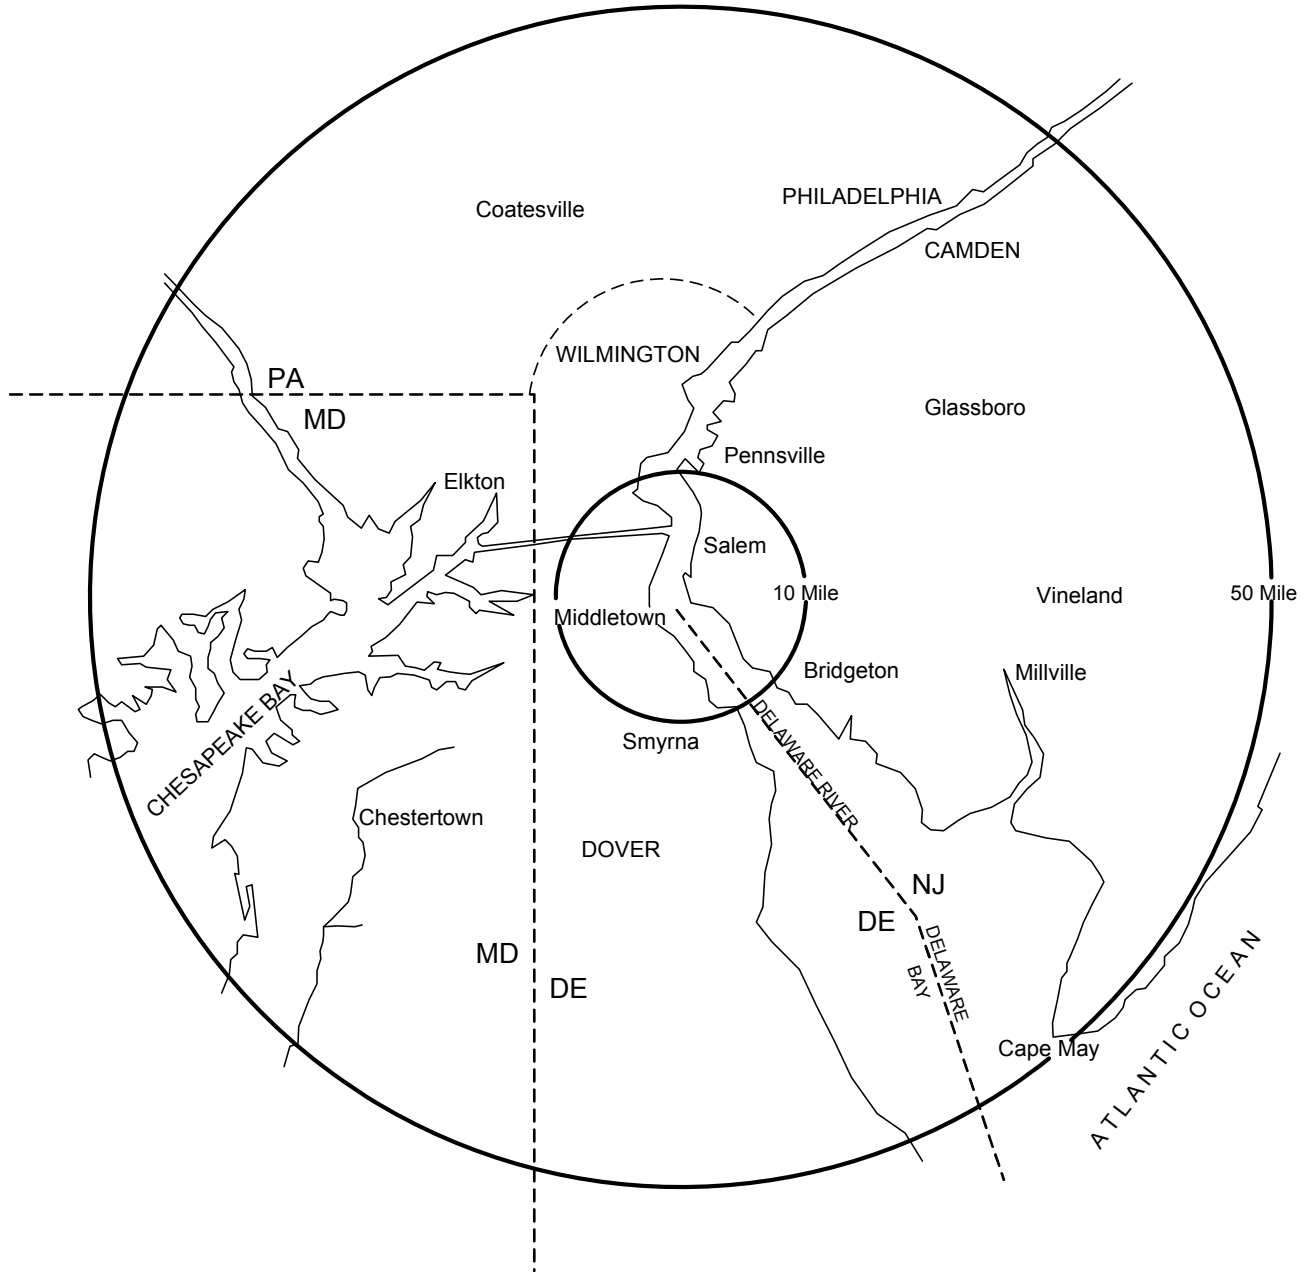 PHILADELPHIA
Coatesville
CAMDEN
WILMINGTON
PA
MD
Glassboro
Pennsville
Elkton
Salem
10 Mile
Vineland
50 Mile
Middletown
Bridgeton
Millville
CHESAPEAKE BAY
Smyrna
DELAWARE RIVER
Chestertown
DOVER
NJ
DE
MD
DE
DELAWARE
BAY
Cape May
ATLANTIC OCEAN